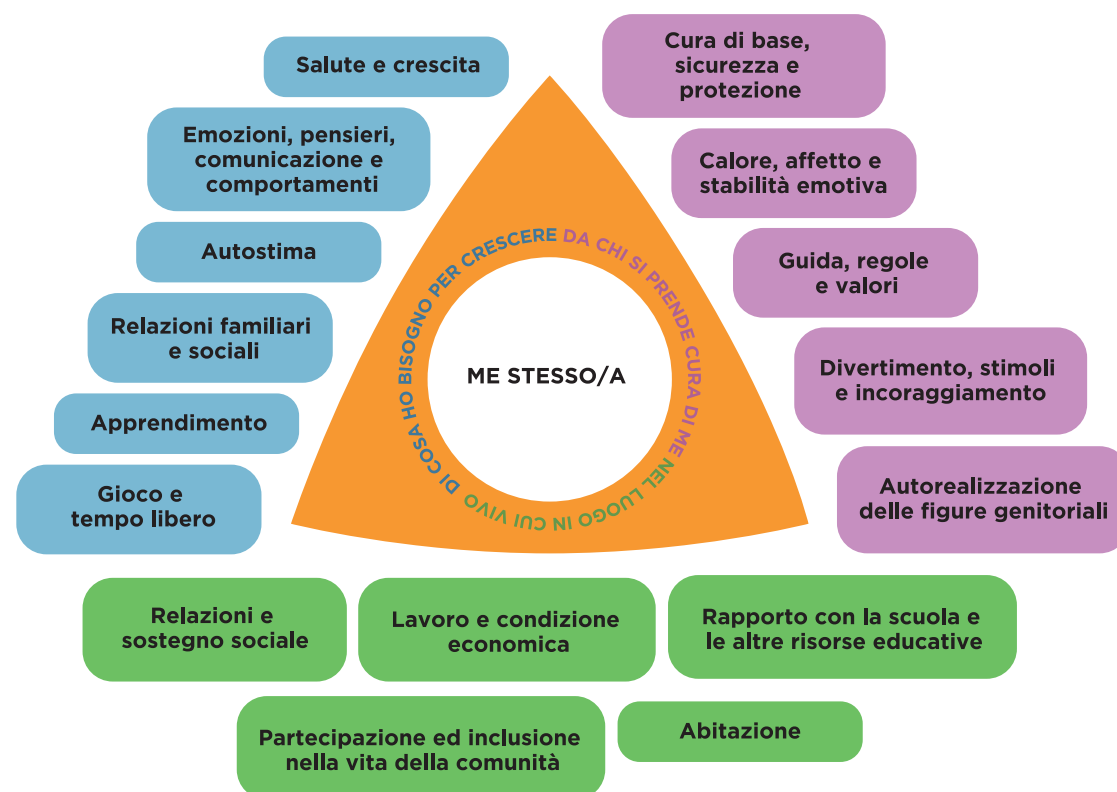 Salute e crescita
Emozioni, pensieri,
comunicazione e
comportamenti
Autostima
Relazioni familiari
e sociali
Apprendimento
Gioco e
tempo libero
Cura di base,
sicurezza e
protezione
Calore, affetto e
stabilità emotiva
Guida, regole
e valori
Divertimento, stimoli
e incoraggiamento
Autorealizzazione
delle figure genitoriali
DI COSA HO BISOGNO PER CRESCERE
DA CHI SI PRENDE CURA DI ME
NEL LUOGO IN CUI VIVO
ME STESSO/A
Relazioni e
sostegno sociale
Lavoro e condizione
economica
Rapporto con la scuola e
le altre risorse educative
Partecipazione ed inclusione
nella vita della comunità
Abitazione